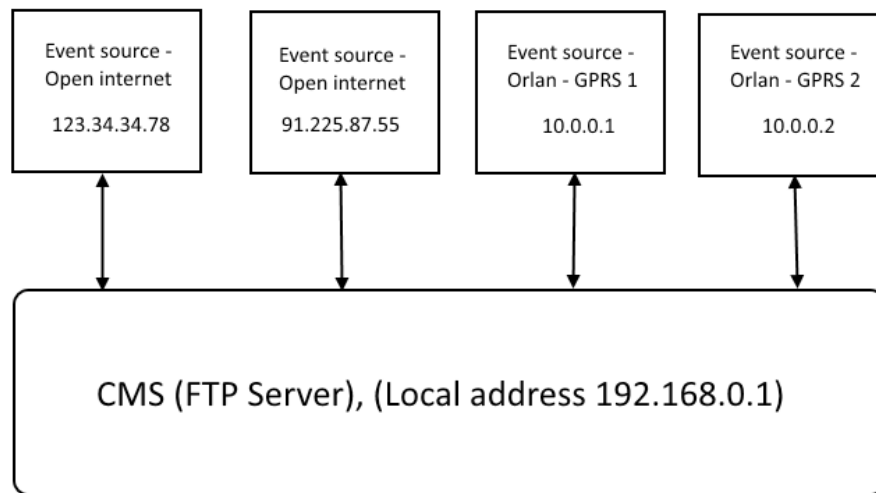 Event source -
Open internet
123.34.34.78
Event source -
Open internet
91.225.87.55
Event source -
Orlan - GPRS 1
10.0.0.1
Event source -
Orlan - GPRS 2
10.0.0.2
CMS (FTP Server), (Local address 192.168.0.1)